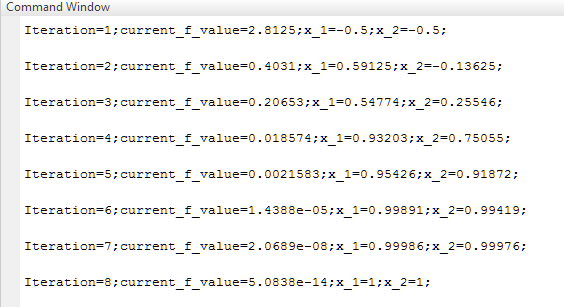 Command Window
Iteration=1;current_f_value=2.8125;x_1=-0.5;x_2=-0.5;
Iteration=2;current_f_value=0.4031;x_1=0.59125;x_2=-0.13625;
Iteration=3;current_f_value=0.20653;x_1=0.54774;x_2=0.25546;
Iteration=4;current_f_value=0.018574;x_1=0.93203;x_2=0.75055;
Iteration=5;current_f_value=0.0021583;x_1=0.95426;x_2=0.91872;
Iteration=6;current_f_value=1.4388e-05;x_1=0.99891;x_2=0.99419;
Iteration=7;current_f_value=2.0689e-08;x_1=0.99986;x_2=0.99976;
Iteration=8;current_f_value=5.0838e-14;x_1=1;x_2=1;